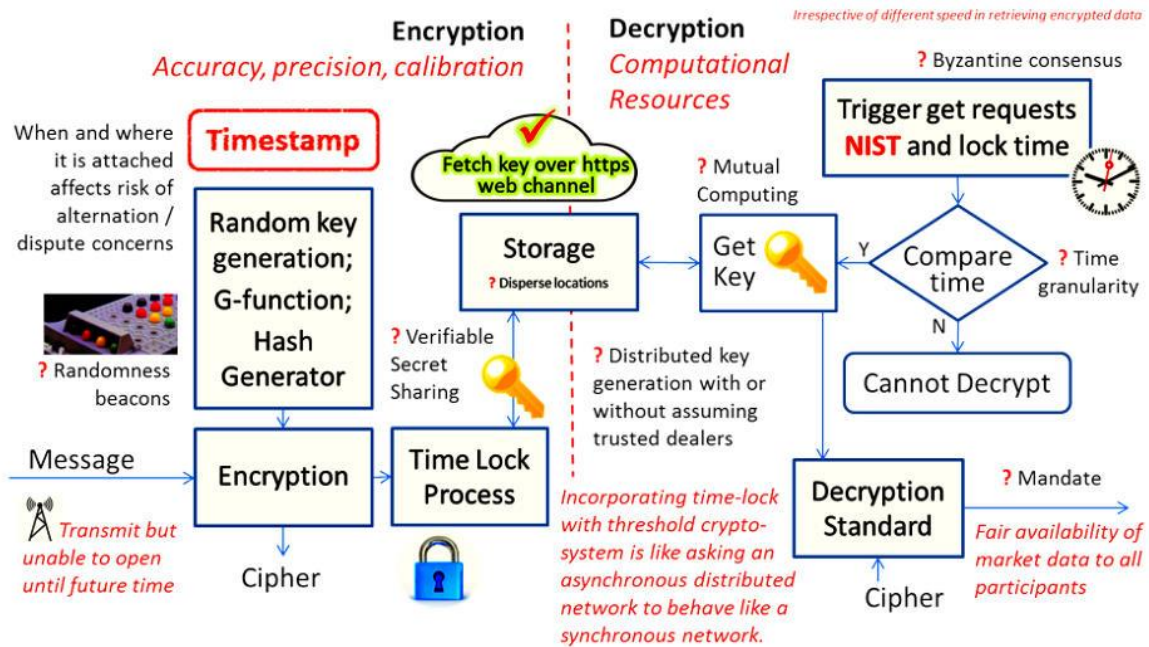 Irrespective of different speed in retrieving encrypted data
Encryption
Accuracy, precision, calibration
Decryption
Computational
Resources
When and where
it is attached
affects risk of
alternation /
dispute concerns
Timestamp
Random key
generation;
G-function;
Hash
Generator
? Randomness
beacons
Message
Transmit but
unable to open
until future time
Encryption
Cipher
Time Lock
Process
? Verifiable
Secret
Sharing
Fetch key over https
web channel
Storage
? Disperse locations
? Mutual
Computing
Get
Key
? Byzantine consensus
Trigger get requests
NIST and lock time
Compare
time
Y
N
? Time
granularity
Cannot Decrypt
? Distributed key
generation with or
without assuming
trusted dealers
Incorporating time-lock
with threshold crypto-
system is like asking an
asynchronous distributed
network to behave like a
synchronous network.
Decryption
Standard
Cipher
? Mandate
Fair availability of
market data to all
participants